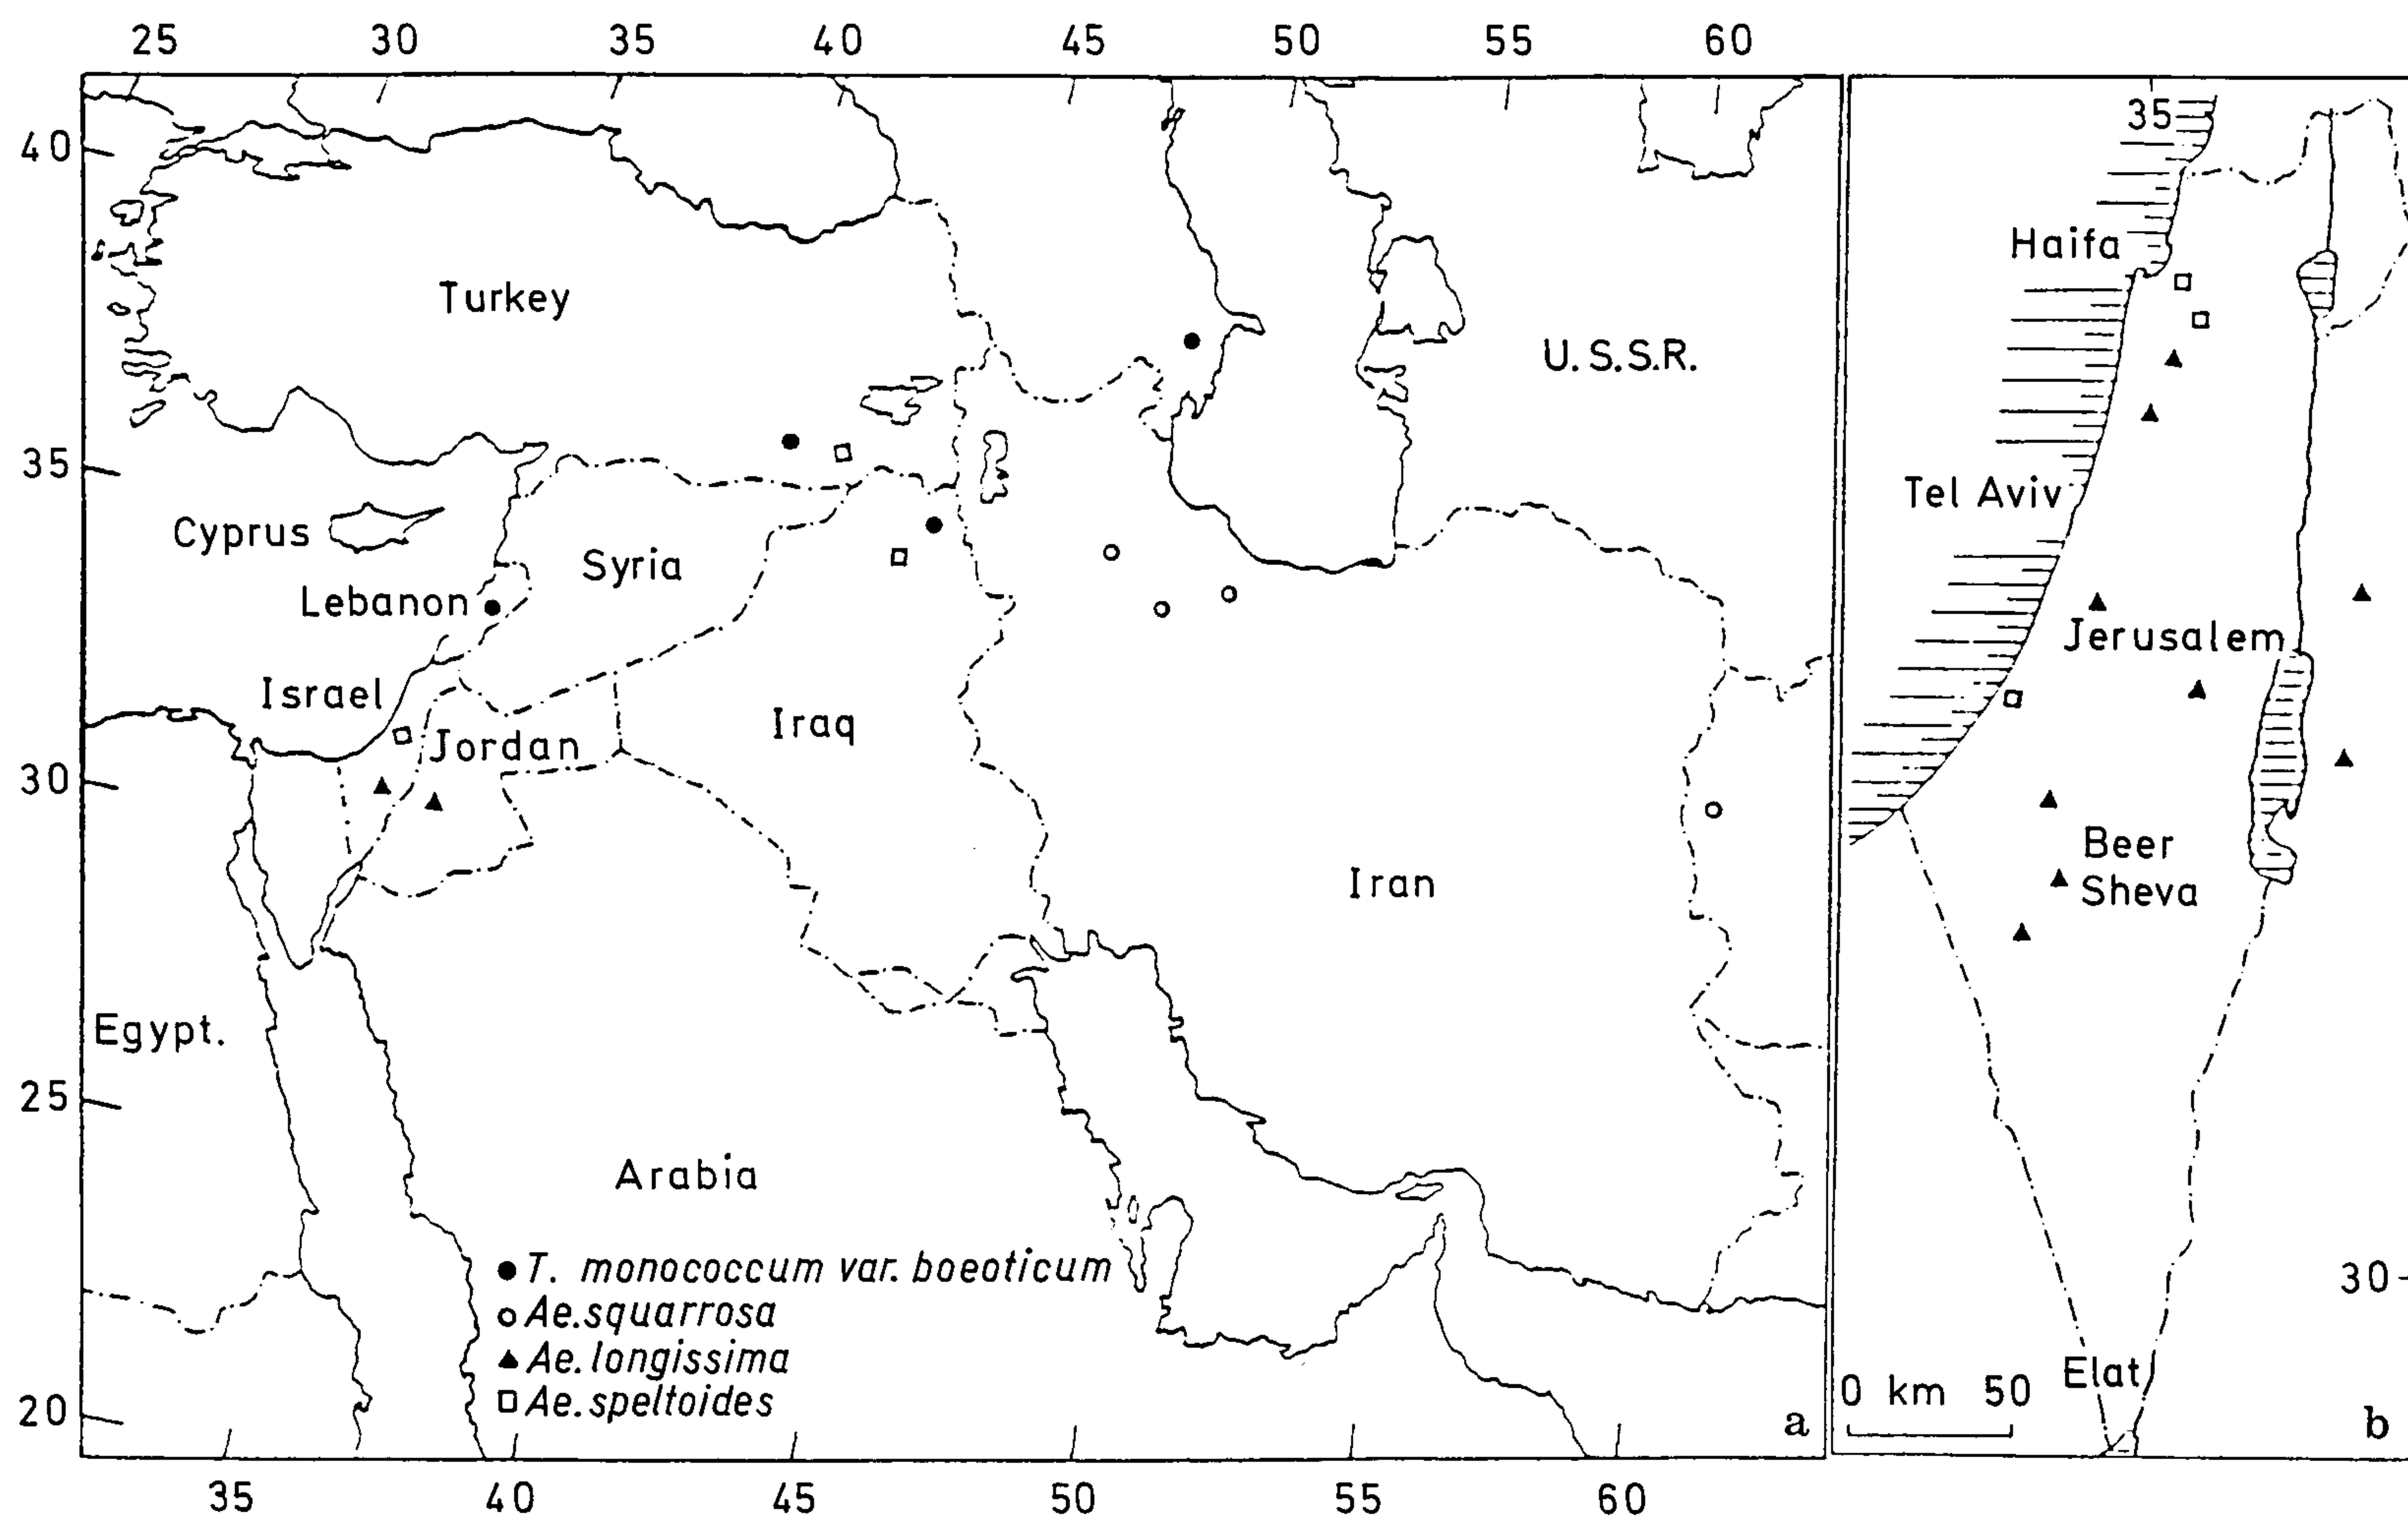 25 30 35 40 45 50 55 60
40
35
Haifa
Turkey
U.S.S.R.
35
Tel Aviv
Cyprus
Syria
Lebanon
Jerusalem
Israel
Iraq
Jordan
30
Beer
Sheva
Iran
Egypt.
25
Arabia
T. monococcum var. boeoticum
30
Ae. squarrosa
Ae. longissima
Elat
0 km 50
Ae. speltoides
20
a
b
35 40 45 50 55 60